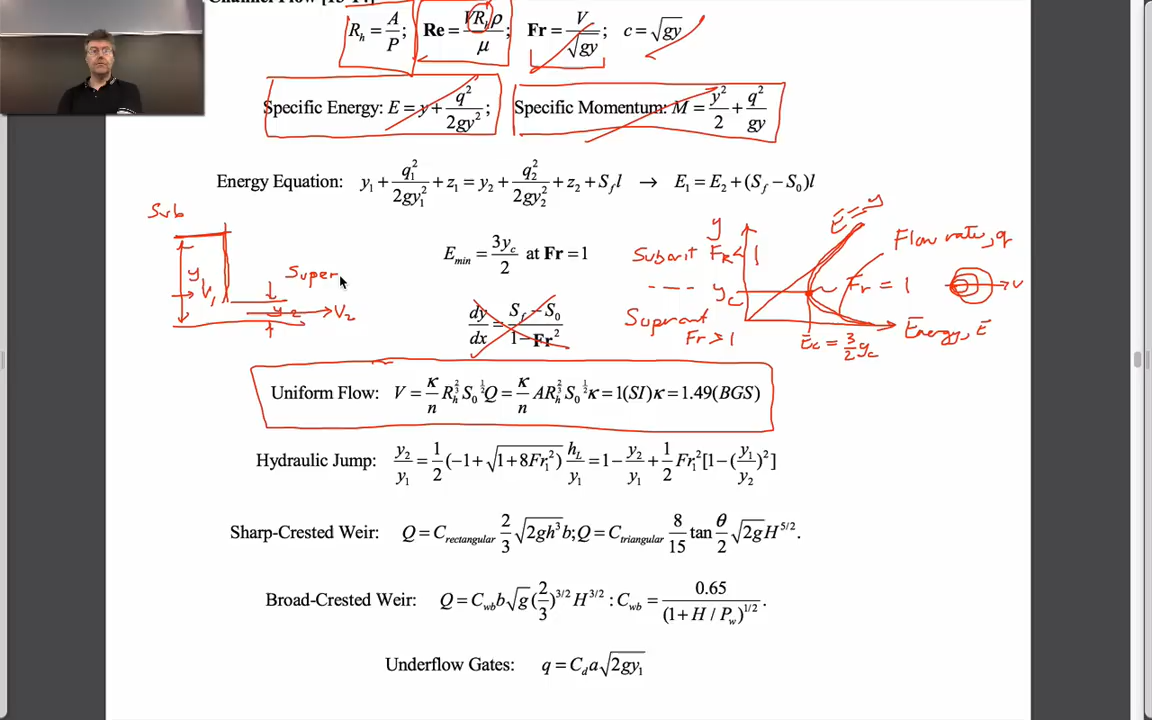 Channel Flow [13-14]
R_h = A/P; Re = VR_hρ/μ; Fr = V/√gy; c = √gy
Specific Energy: E = y + q²/2gy²; Specific Momentum: M = y²/2 + q²/gy
Energy Equation: y₁ + q₁²/2gy₁² + z₁ = y₂ + q₂²/2gy₂² + z₂ + S_f l → E₁ = E₂ + (S_f − S₀)l
Sub
y₁
V₁
Super
y₂
V₂
E_min = 3y_c/2 at Fr = 1
dy/dx = S_f − S₀/1 − Fr²
y
E = y
Flow rate, q
Subcrit Fr < 1
y_c
Fr = 1
V
Supercrit
Fr > 1
E_c = 3/2 y_c
Energy, E
Uniform Flow: V = κ/n R_h^{2/3} S₀^{1/2} Q = κ/n AR_h^{2/3} S₀^{1/2} κ = 1(SI) κ = 1.49(BGS)
Hydraulic Jump: y₂/y₁ = 1/2(−1 + √1 + 8Fr₁²) h_L/y₁ = 1 − y₂/y₁ + 1/2 Fr₁²[1 − (y₁/y₂)²]
Sharp-Crested Weir: Q = C_rectangular 2/3 √2gh³ b; Q = C_triangular 8/15 tan θ/2 √2g H^{5/2}.
Broad-Crested Weir: Q = C_wb b√g (2/3)^{3/2} H^{3/2} : C_wb = 0.65/(1 + H / P_w)^{1/2}.
Underflow Gates: q = C_d a√2gy₁